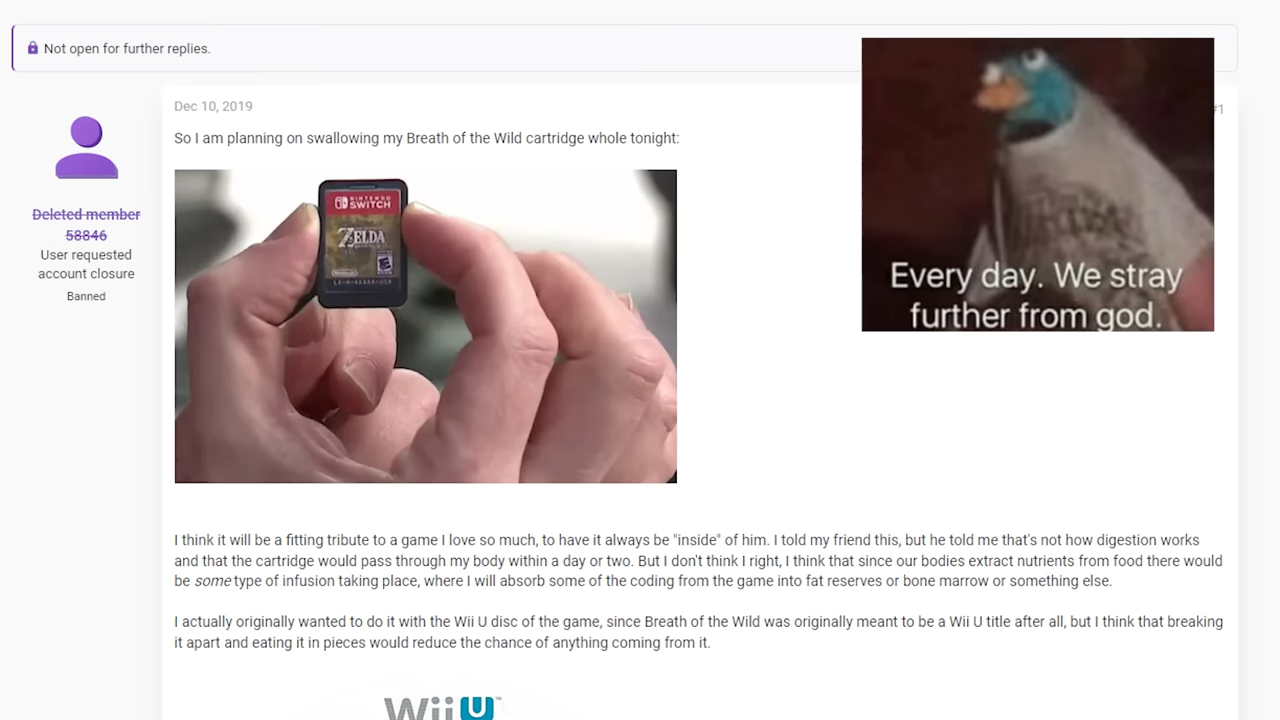 Not open for further replies.
Dec 10, 2019
#1
So I am planning on swallowing my Breath of the Wild cartridge whole tonight:
Deleted member
58846
User requested
account closure
Banned
NINTENDO
SWITCH
ZELDA
Nintendo
Every day. We stray
further from god.
I think it will be a fitting tribute to a game I love so much, to have it always be "inside" of him. I told my friend this, but he told me that's not how digestion works
and that the cartridge would pass through my body within a day or two. But I don't think I right, I think that since our bodies extract nutrients from food there would
be some type of infusion taking place, where I will absorb some of the coding from the game into fat reserves or bone marrow or something else.
I actually originally wanted to do it with the Wii U disc of the game, since Breath of the Wild was originally meant to be a Wii U title after all, but I think that breaking
it apart and eating it in pieces would reduce the chance of anything coming from it.
Wii U